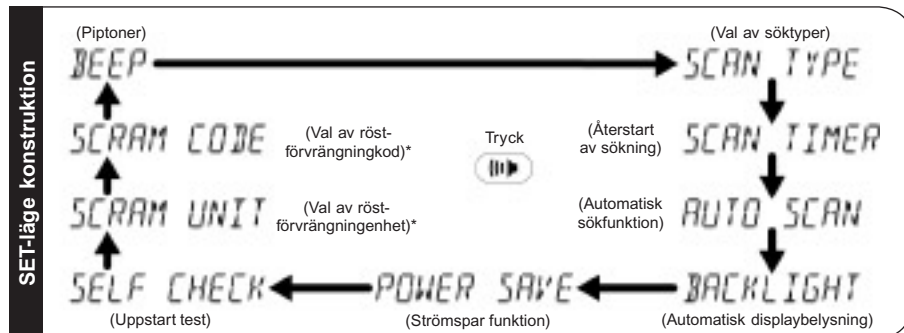 SET-läge konstruktion
(Piptoner)
BEEP
(Val av söktyper)
SCAN TYPE
SCRAM CODE
(Val av röst-
förvrängningkod)*
Tryck
(Återstart
av sökning)
SCAN TIMER
SCRAM UNIT
(Val av röst-
förvrängningenhet)*
(Automatisk
sökfunktion)
AUTO SCAN
SELF CHECK
(Uppstart test)
POWER SAVE
(Strömspar funktion)
BACKLIGHT
(Automatisk displaybelysning)